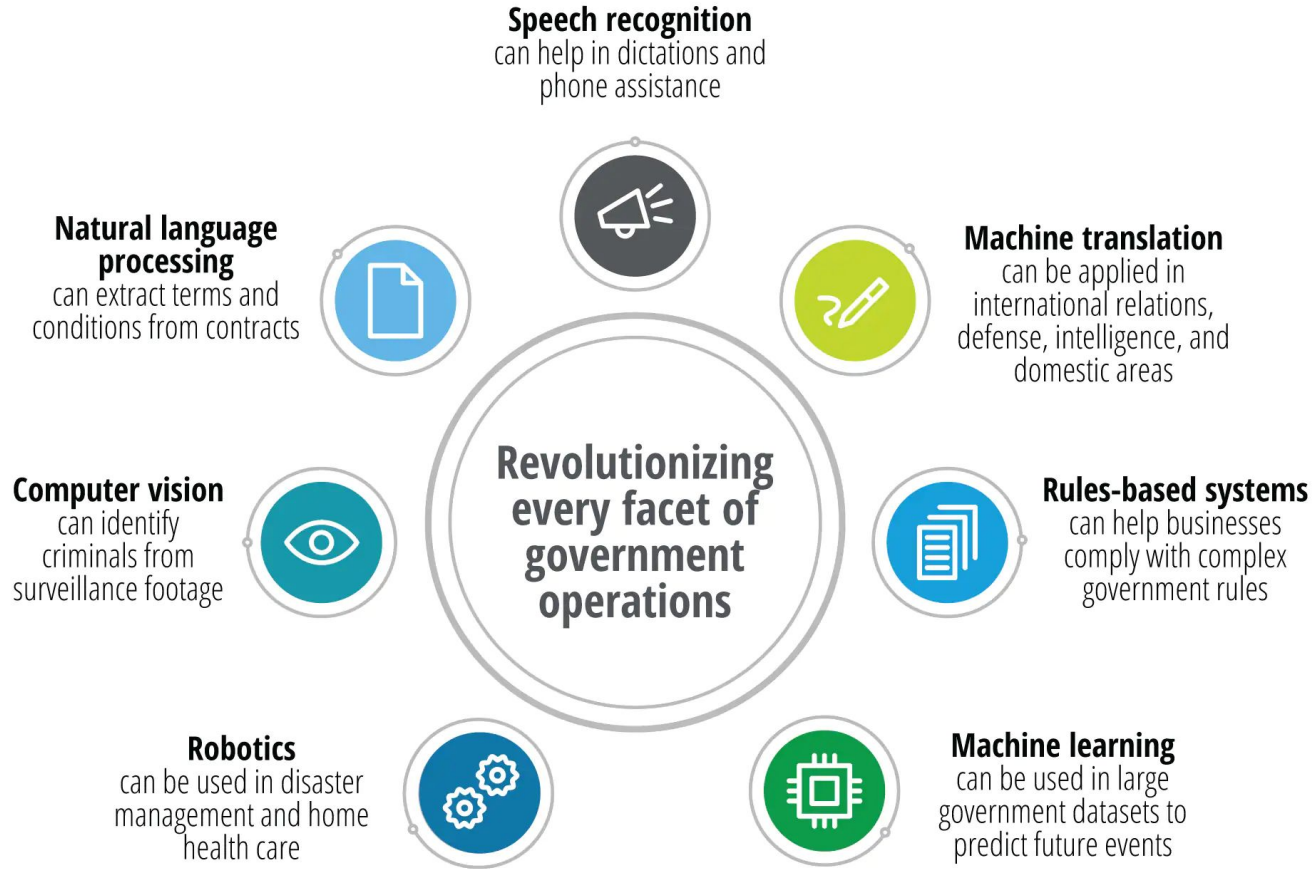 Speech recognition
can help in dictations and
phone assistance
Natural language
processing
can extract terms and
conditions from contracts
Machine translation
can be applied in
international relations,
defense, intelligence, and
domestic areas
Computer vision
can identify
criminals from
surveillance footage
Revolutionizing
every facet of
government
operations
Rules-based systems
can help businesses
comply with complex
government rules
Robotics
can be used in disaster
management and home
health care
Machine learning
can be used in large
government datasets to
predict future events